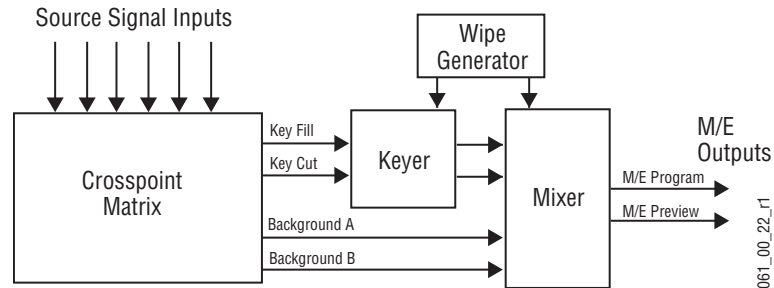 Source Signal Inputs
Wipe
Generator
Crosspoint
Matrix
Key Fill
Key Cut
Keyer
Background A
Background B
Mixer
M/E
Outputs
M/E Program
M/E Preview
061_00_22_r1